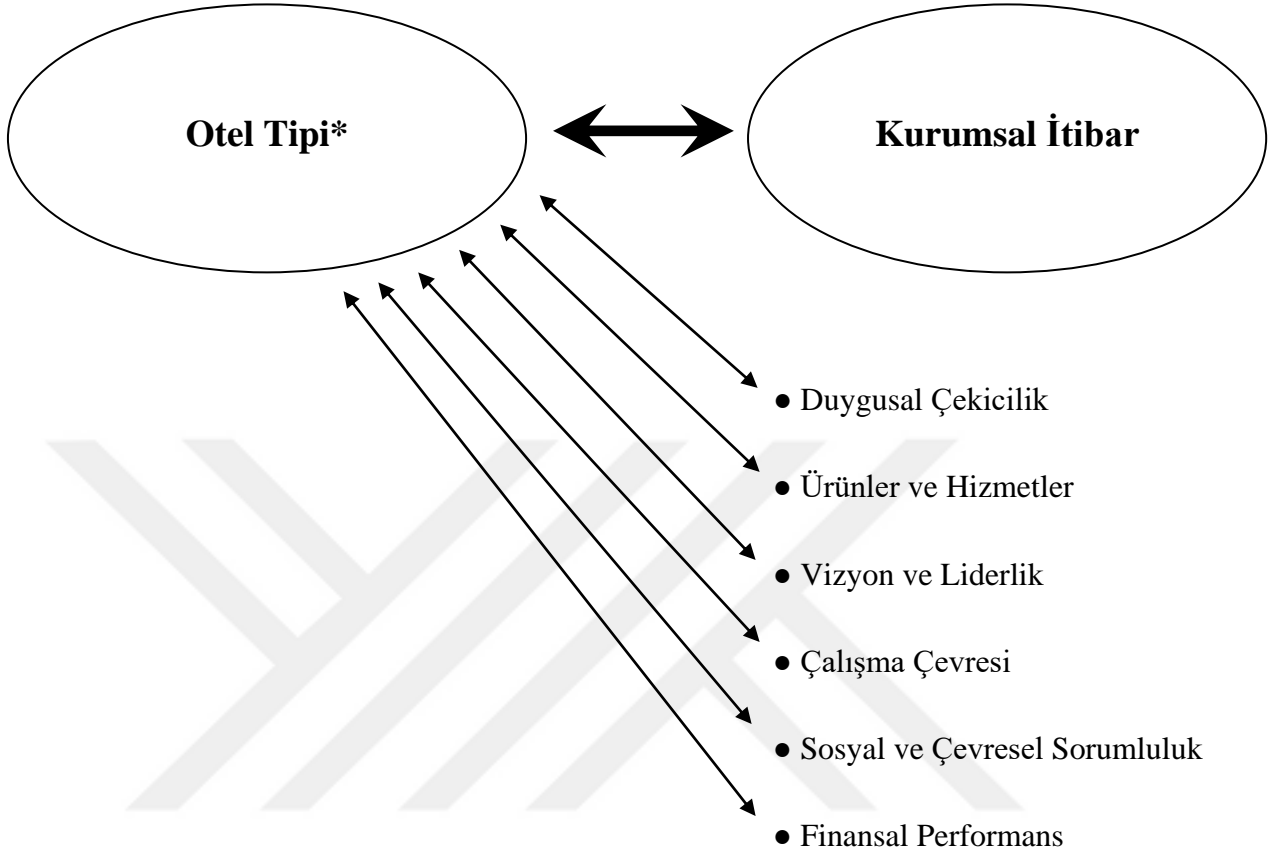 Otel Tipi*
Kurumsal İtibar
● Duygusal Çekicilik
● Ürünler ve Hizmetler
● Vizyon ve Liderlik
● Çalışma Çevresi
● Sosyal ve Çevresel Sorumluluk
● Finansal Performans